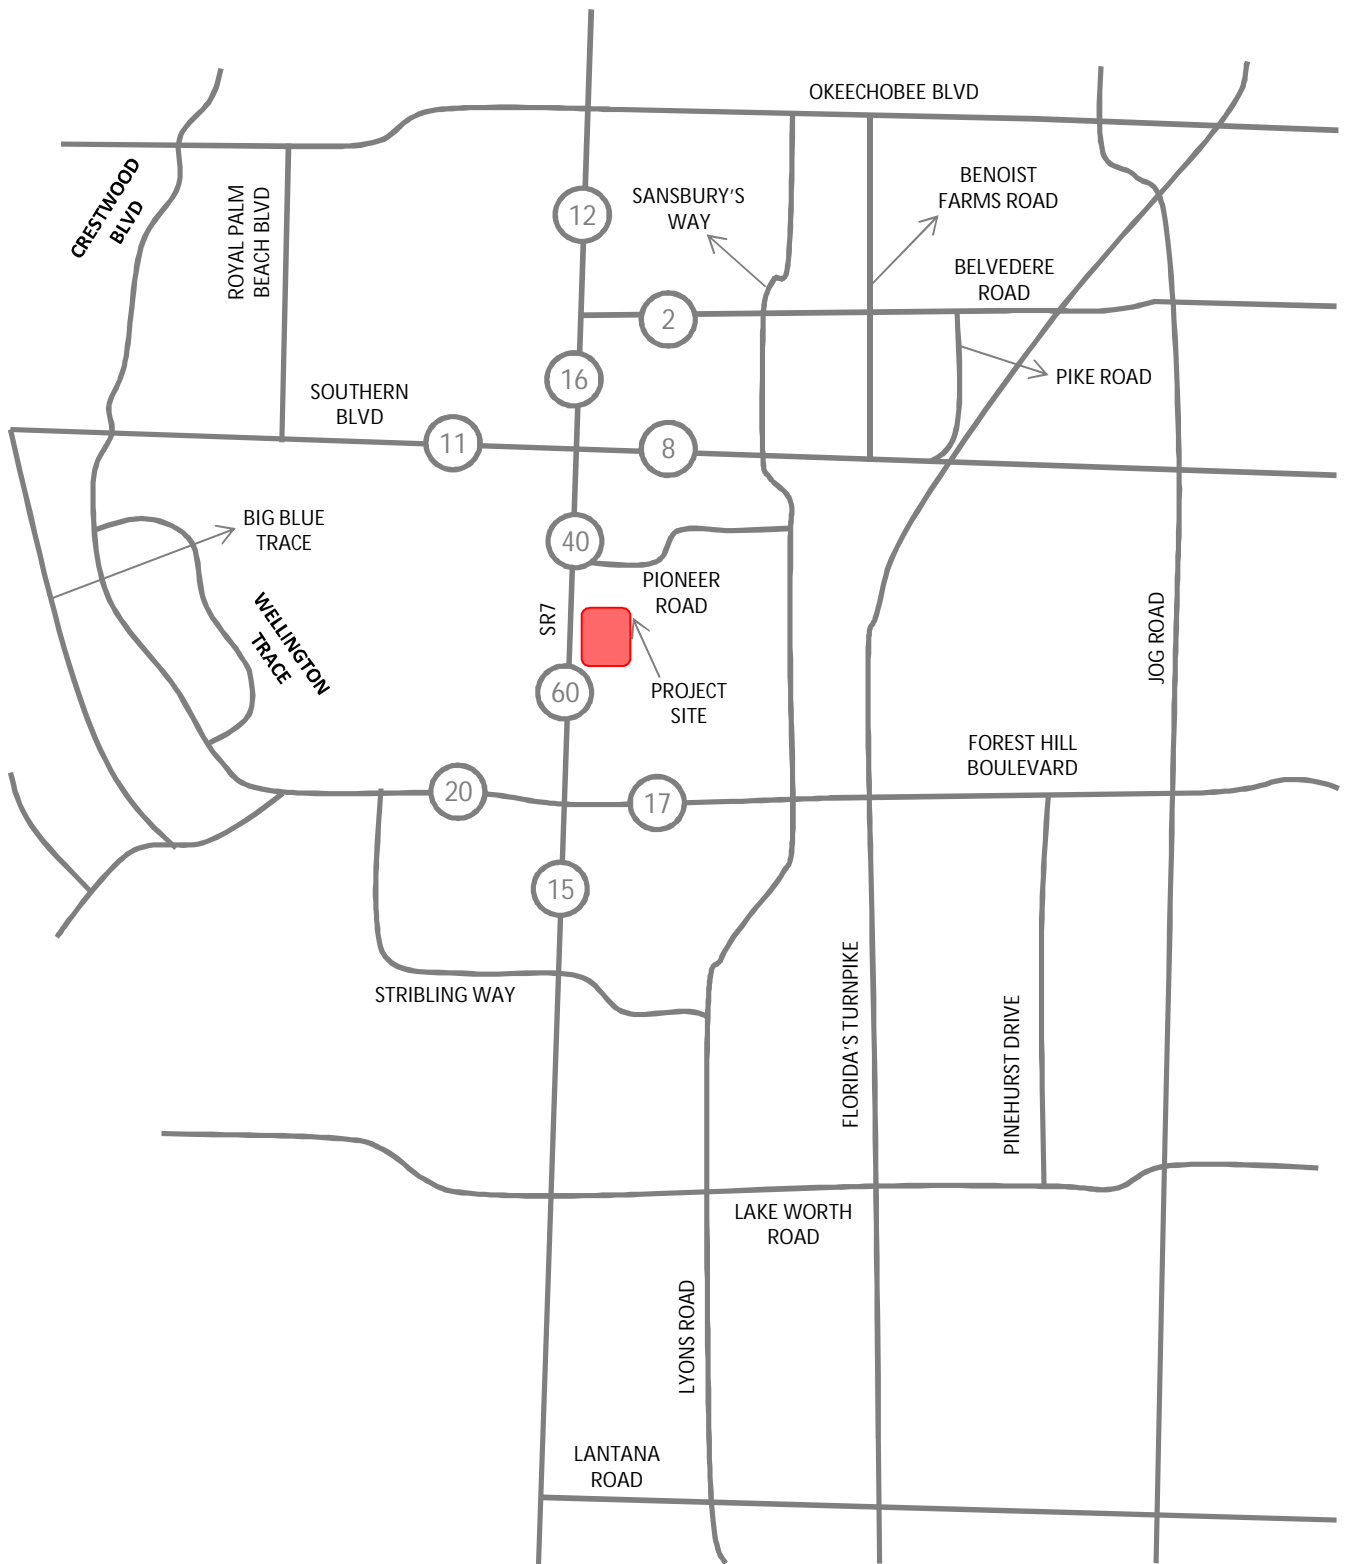 OKEECHOBEE BLVD
CRESTWOOD
BLVD
ROYAL PALM
BEACH BLVD
12
SANSBURY'S
WAY
BENOIST
FARMS ROAD
BELVEDERE
ROAD
2
16
PIKE ROAD
SOUTHERN
BLVD
11
8
BIG BLUE
TRACE
40
PIONEER
ROAD
WELLINGTON
TRACE
SR7
JOG ROAD
60
PROJECT
SITE
FOREST HILL
BOULEVARD
20
17
15
STRIBLING WAY
FLORIDA'S TURNPIKE
PINEHURST DRIVE
LAKE WORTH
ROAD
LYONS ROAD
LANTANA
ROAD